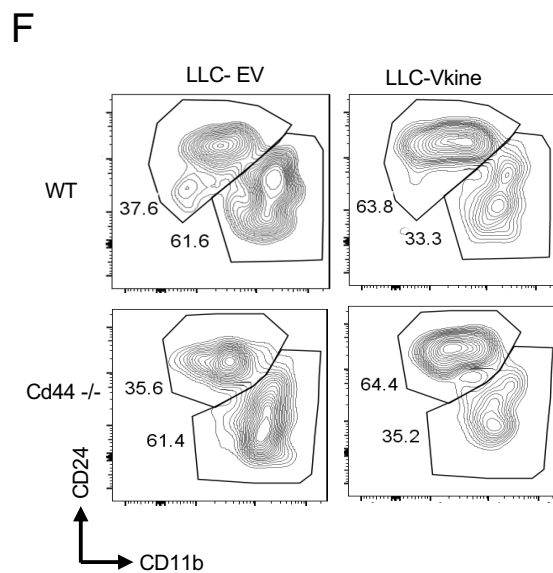 F
LLC- EV
LLC-Vkine
WT
37.6
61.6
63.8
33.3
Cd44 -/-
35.6
61.4
64.4
35.2
CD24
CD11b